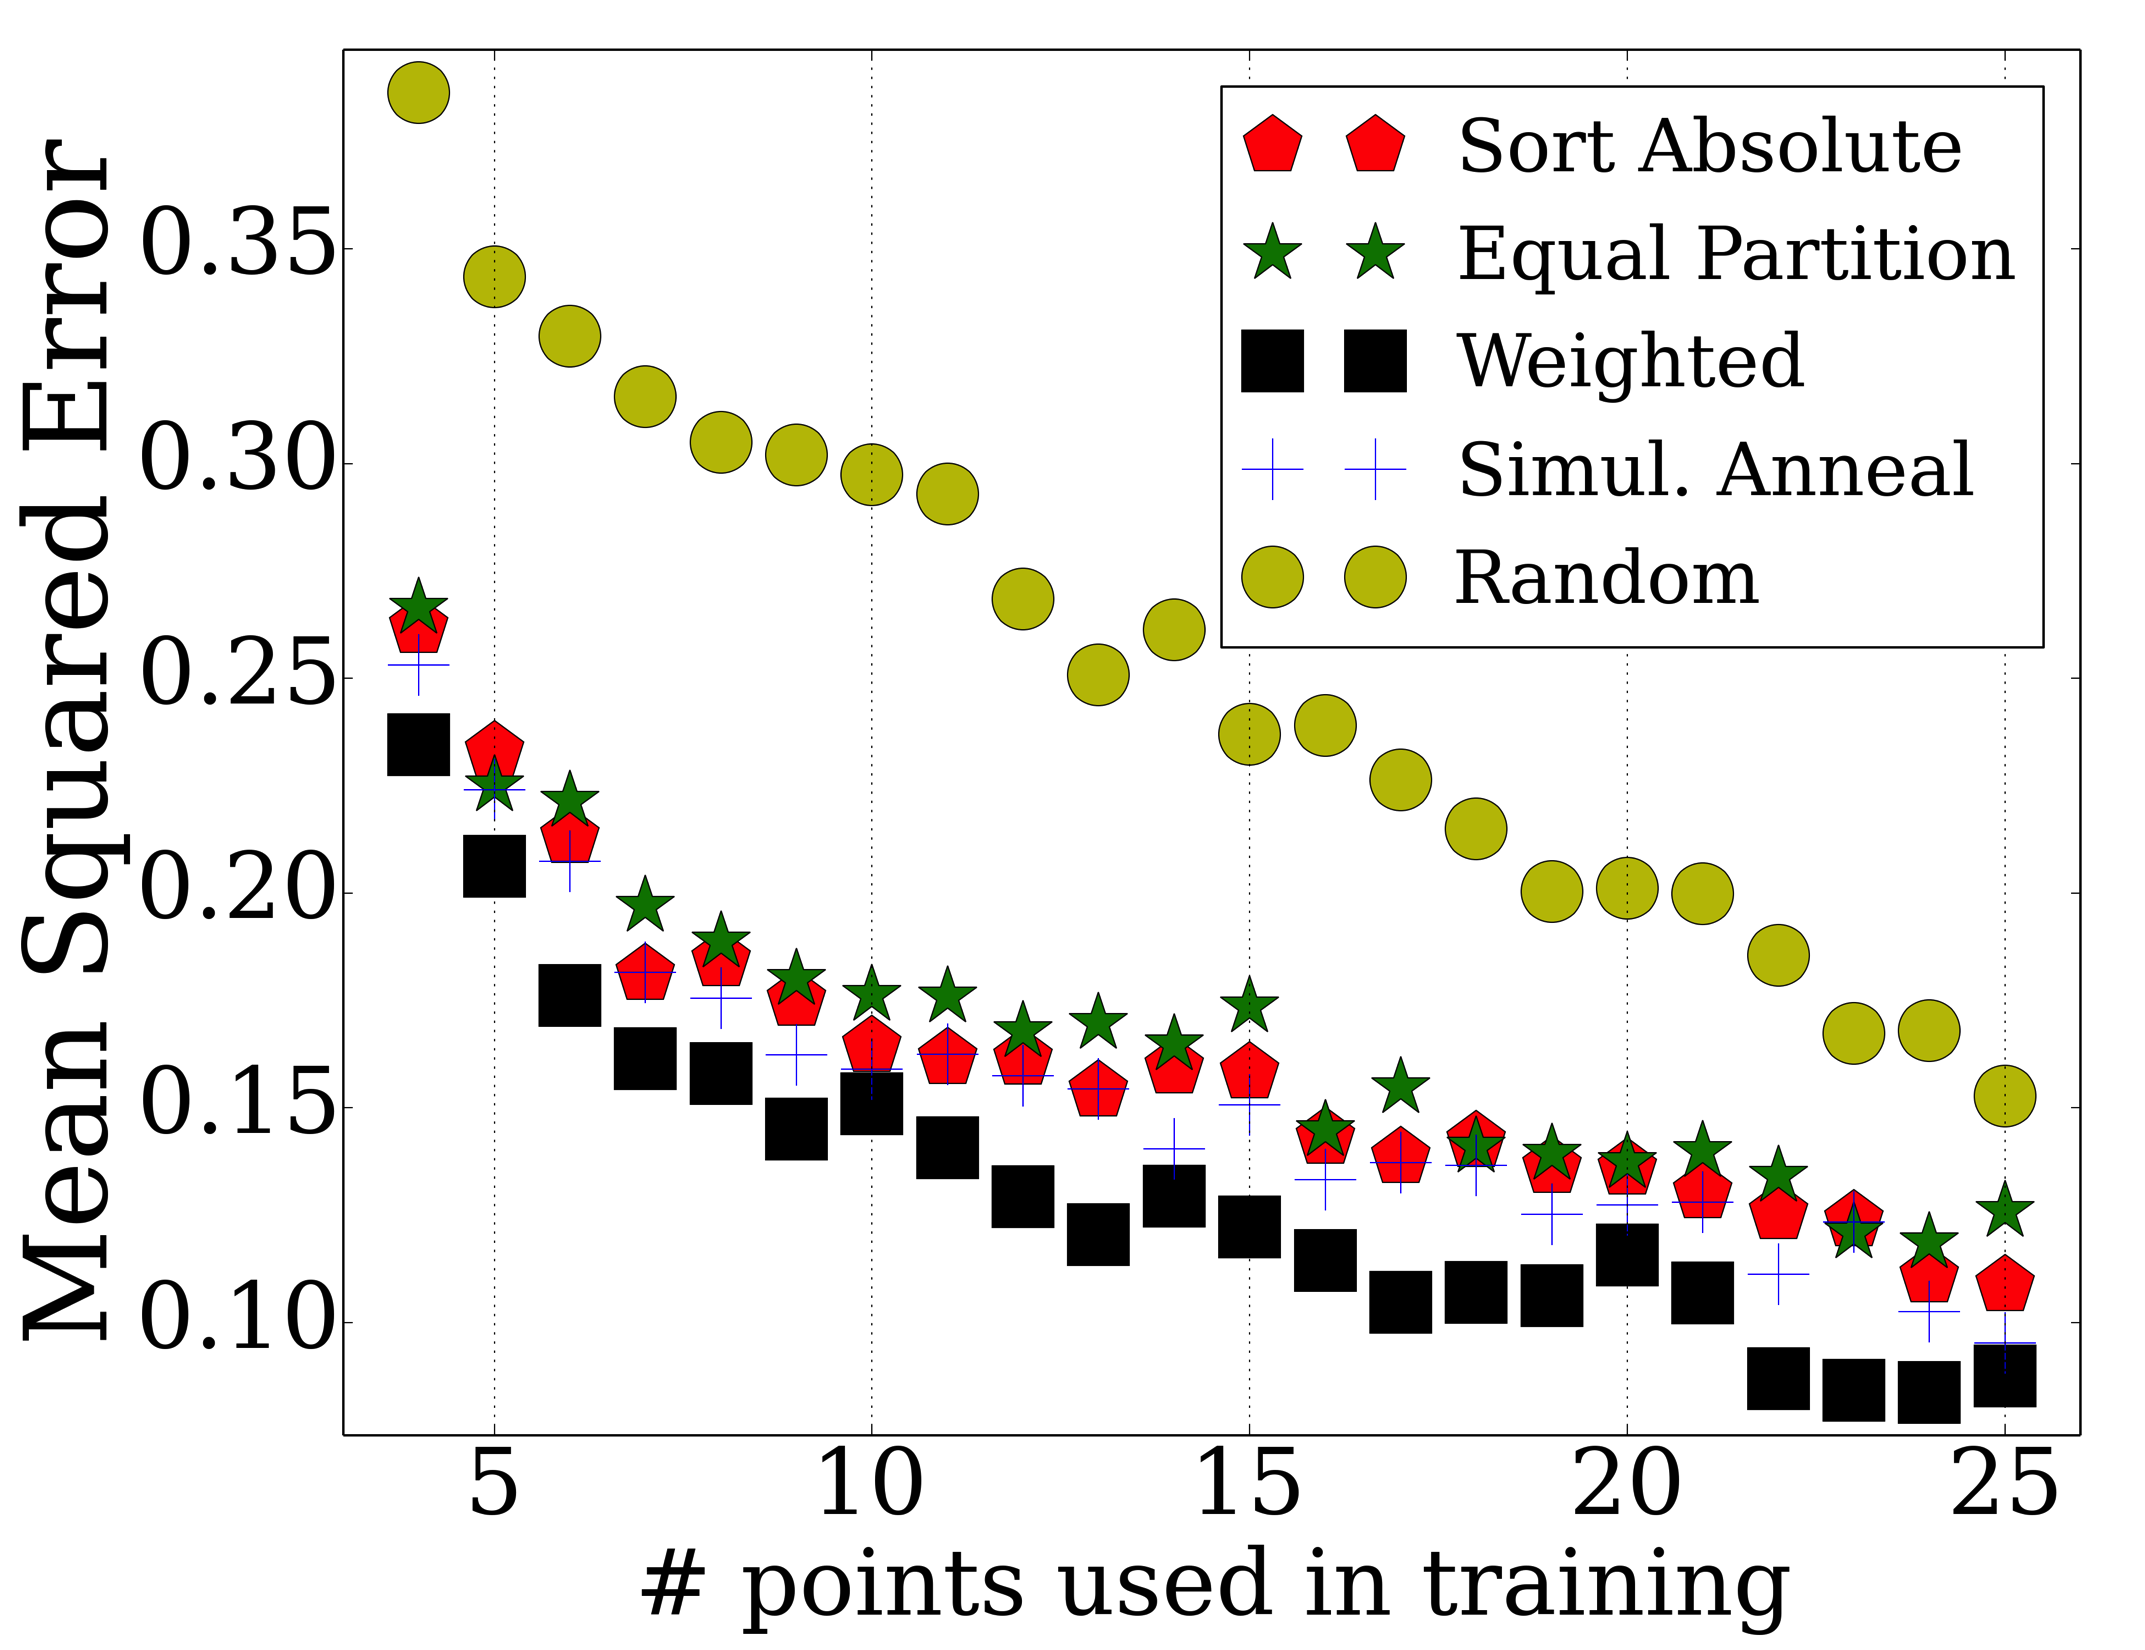 Mean Squared Error
0.35
0.30
0.25
0.20
0.15
0.10
Sort Absolute
Equal Partition
Weighted
Simul. Anneal
Random
5 10 15 20 25
# points used in training